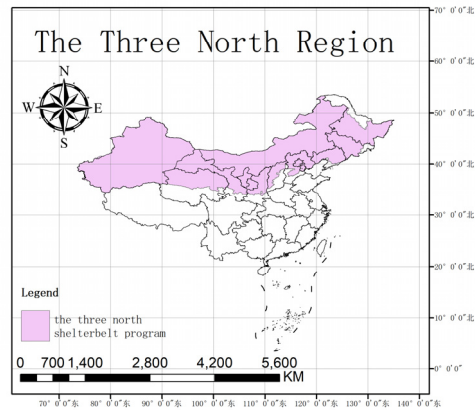 The Three North Region
N
W E
S
70° 0'0"北
60° 0'0"北
50° 0'0"北
40° 0'0"北
30° 0'0"北
20° 0'0"北
10° 0'0"北
0° 0'0"
Legend
the three north
shelterbelt program
0 700 1,400 2,800 4,200 5,600
KM
70° 0'0"东 80° 0'0"东 90° 0'0"东 100° 0'0"东 110° 0'0"东 120° 0'0"东 130° 0'0"东 140° 0'0"东